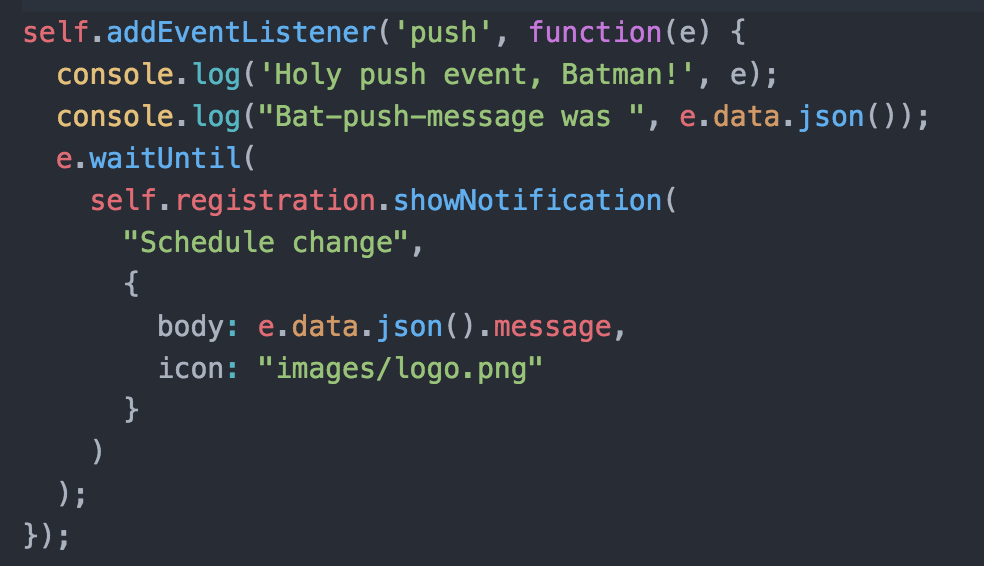 self.addEventListener('push', function(e) {
  console.log('Holy push event, Batman!', e);
  console.log("Bat-push-message was ", e.data.json());
  e.waitUntil(
    self.registration.showNotification(
      "Schedule change",
      {
        body: e.data.json().message,
        icon: "images/logo.png"
      }
    )
  );
});